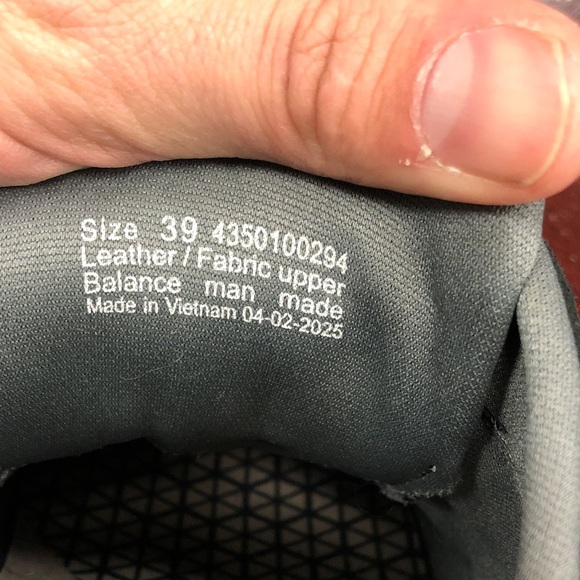 Size 39 4350100294
Leather / Fabric upper
Balance man made
Made in Vietnam 04-02-2025